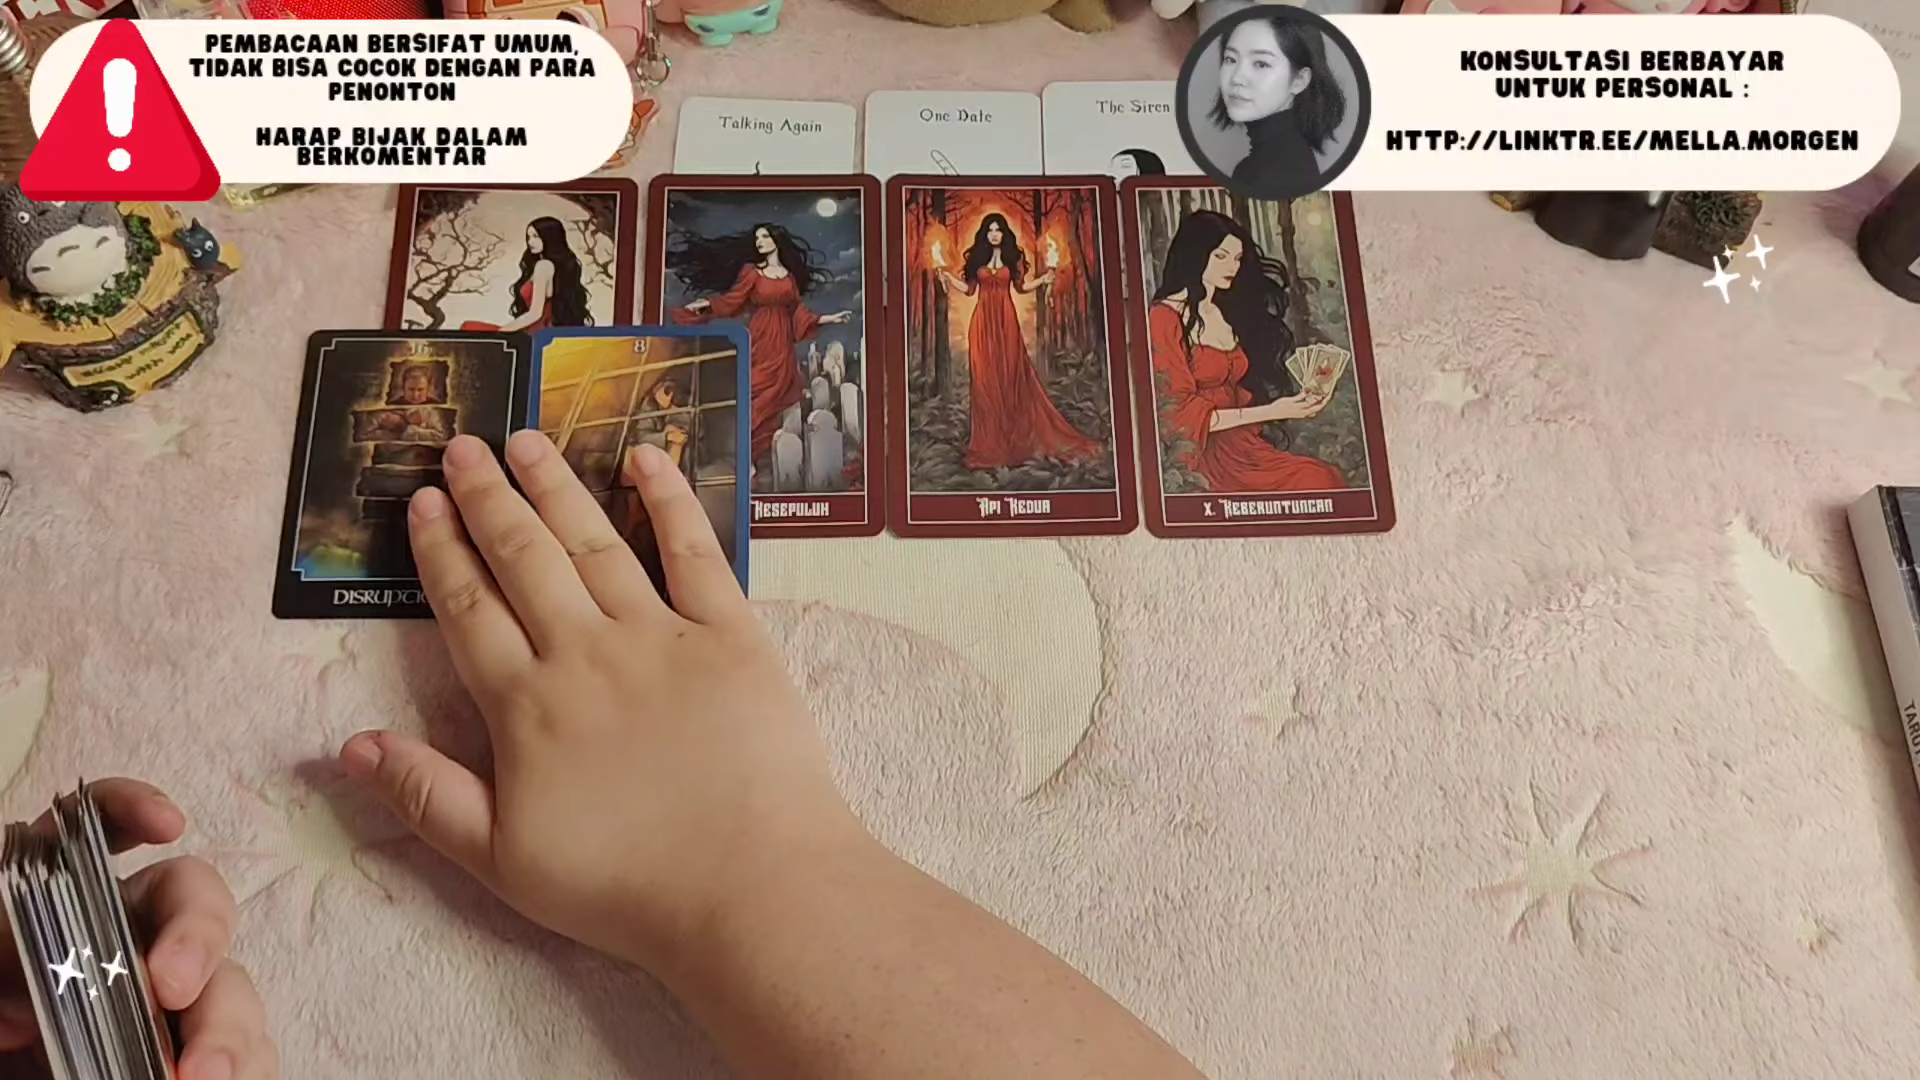 PEMBACAAN BERSIFAT UMUM,
TIDAK BISA COCOK DENGAN PARA
PENONTON
HARAP BIJAK DALAM
BERKOMENTAR
KONSULTASI BERBAYAR
UNTUK PERSONAL :
HTTP://LINKTR.EE/MELLA.MORGEN
Talking Again
One Date
The Siren
16
8
KESEPULUH
API KEDUA
X. KEBERUNTUNGAN